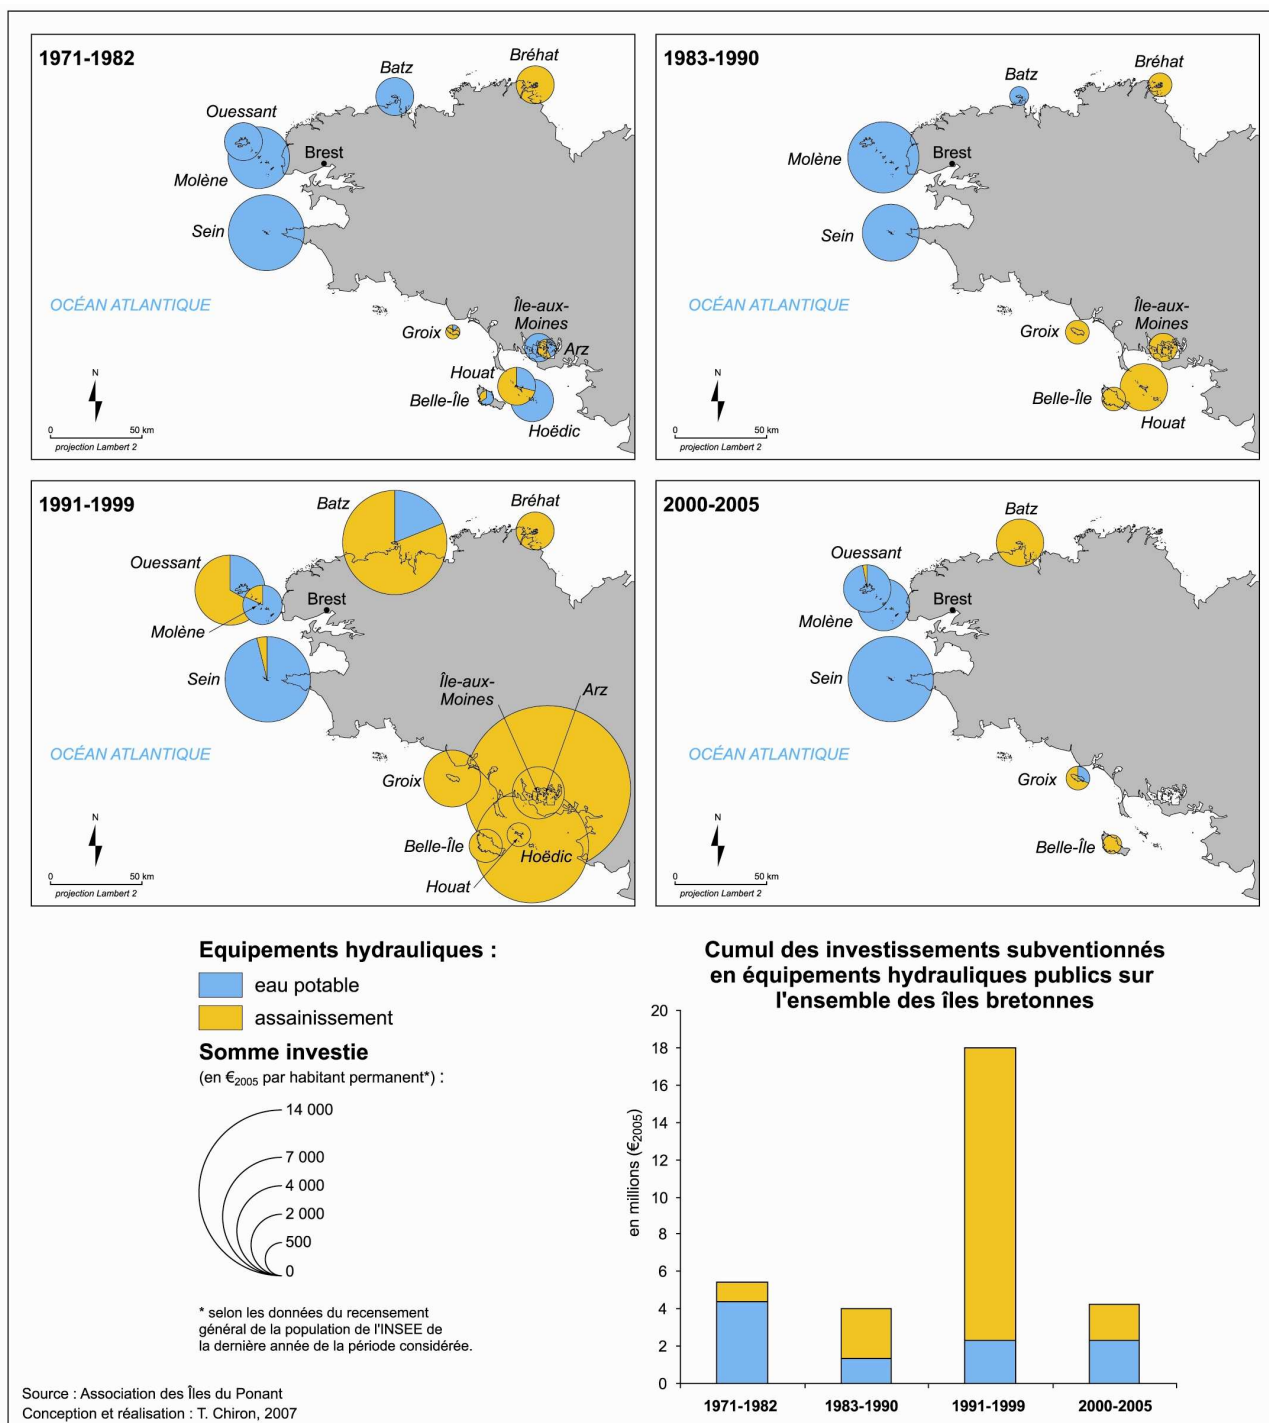 1971-1982
Batz
Bréhat
Ouessant
Brest
Molène
Sein
OCÉAN ATLANTIQUE
Île-aux-
Moines
Groix
Arz
Houat
Belle-Île
Hoëdic
N
0
50 km
projection Lambert 2
1983-1990
Batz
Bréhat
Molène
Brest
Sein
OCÉAN ATLANTIQUE
Île-aux-
Moines
Groix
Belle-Île
Houat
N
0
50 km
projection Lambert 2
1991-1999
Batz
Bréhat
Ouessant
Brest
Molène
Sein
Île-aux-
Moines
Arz
OCÉAN ATLANTIQUE
Groix
Belle-Île
Hoëdic
Houat
N
0
50 km
projection Lambert 2
2000-2005
Batz
Ouessant
Brest
Molène
Sein
OCÉAN ATLANTIQUE
Groix
Belle-Île
N
0
50 km
projection Lambert 2
Equipements hydrauliques :
eau potable
assainissement
Somme investie
(en €2005 par habitant permanent*) :
14 000
7 000
4 000
2 000
500
0
* selon les données du recensement
général de la population de l'INSEE de
la dernière année de la période considérée.
Cumul des investissements subventionnés
en équipements hydrauliques publics sur
l'ensemble des îles bretonnes
en millions (€2005)
20
18
16
14
12
10
8
6
4
2
0
1971-1982
1983-1990
1991-1999
2000-2005
Source : Association des Îles du Ponant
Conception et réalisation : T. Chiron, 2007